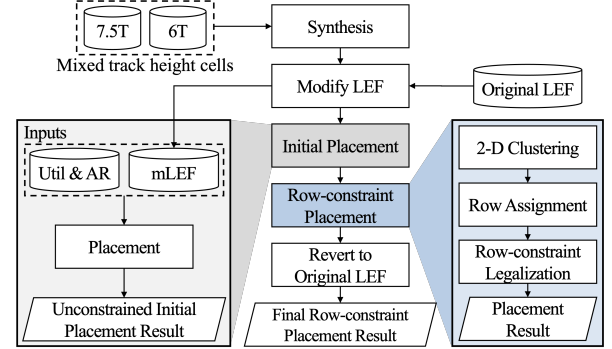 7.5T
6T
Mixed track height cells
Synthesis
Modify LEF
Original LEF
Inputs
Util & AR
mLEF
Placement
Unconstrained Initial
Placement Result
Initial Placement
Row-constraint
Placement
Revert to
Original LEF
Final Row-constraint
Placement Result
2-D Clustering
Row Assignment
Row-constraint
Legalization
Placement
Result